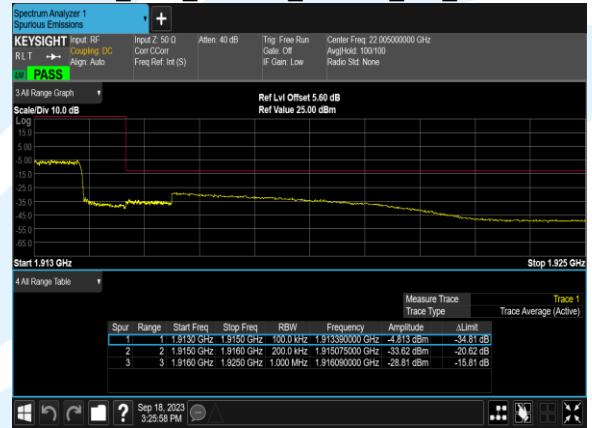 Spectrum Analyzer 1
Spurious Emissions
+
KEYSIGHT Input: RF Input Z: 50 Ω Atten: 40 dB Trig: Free Run Center Freq: 22.005000000 GHz
RLT Coupling: DC Corr CCorr Gate: Off Avg|Hold: 100/100
Align: Auto Freq Ref: Int (S) IF Gain: Low Radio Std: None
PASS
3 All Range Graph
Ref Lvl Offset 5.60 dB
Scale/Div 10.0 dB Ref Value 25.00 dBm
Log
15.0
5.00
-5.00
-15.0
-25.0
-35.0
-45.0
-55.0
-65.0
Start 1.913 GHz Stop 1.925 GHz
4 All Range Table
Measure Trace Trace 1
Trace Type Trace Average (Active)
Spur Range Start Freq Stop Freq RBW Frequency Amplitude ΔLimit
1 1 1.9130 GHz 1.9150 GHz 100.0 kHz 1.913390000 GHz -4.813 dBm -34.81 dB
2 2 1.9150 GHz 1.9160 GHz 200.0 kHz 1.915075000 GHz -33.62 dBm -20.62 dB
3 3 1.9160 GHz 1.9250 GHz 1.000 MHz 1.916090000 GHz -28.81 dBm -15.81 dB
? Sep 18, 2023
3:25:58 PM